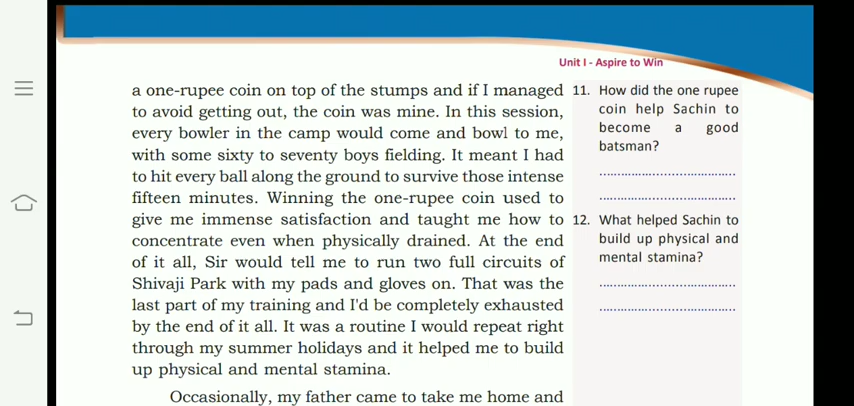 Unit I - Aspire to Win
a one-rupee coin on top of the stumps and if I managed
to avoid getting out, the coin was mine. In this session,
every bowler in the camp would come and bowl to me,
with some sixty to seventy boys fielding. It meant I had
to hit every ball along the ground to survive those intense
fifteen minutes. Winning the one-rupee coin used to
give me immense satisfaction and taught me how to
concentrate even when physically drained. At the end
of it all, Sir would tell me to run two full circuits of
Shivaji Park with my pads and gloves on. That was the
last part of my training and I'd be completely exhausted
by the end of it all. It was a routine I would repeat right
through my summer holidays and it helped me to build
up physical and mental stamina.
Occasionally, my father came to take me home and
11. How did the one rupee
coin help Sachin to
become a good
batsman?
......................................
......................................
12. What helped Sachin to
build up physical and
mental stamina?
......................................
......................................